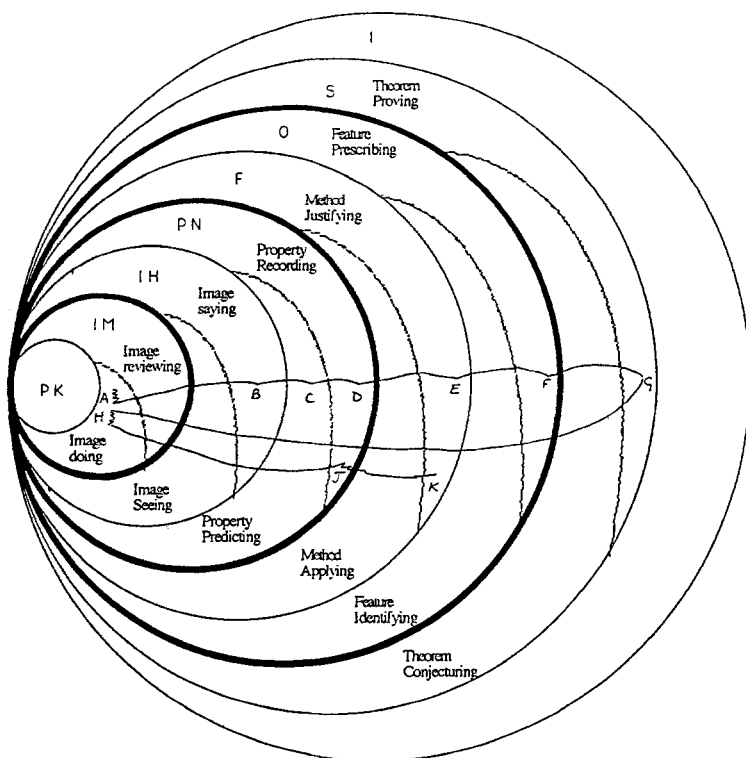 I
S
Theorem
Proving
O
Feature
Prescribing
F
Method
Justifying
PN
Property
Recording
IH
Image
saying
IM
Image
reviewing
PK
A
B
C
D
E
F
G
H
Image
doing
J
K
Image
Seeing
Property
Predicting
Method
Applying
Feature
Identifying
Theorem
Conjecturing